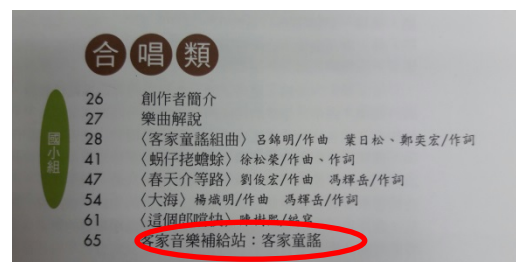 合唱類
國小組
26 創作者簡介
27 樂曲解說
28 〈客家童謠組曲〉呂錦明/作曲 葉日松、鄭奕宏/作詞
41 〈蜗仔挷蟾蜍〉徐松榮/作曲、作詞
47 〈春天介等路〉劉俊宏/作曲 馮輝岳/作詞
54 〈大海〉楊熾明/作曲 馮輝岳/作詞
61 〈這個郎噹快〉
65 客家音樂補給站：客家童謠